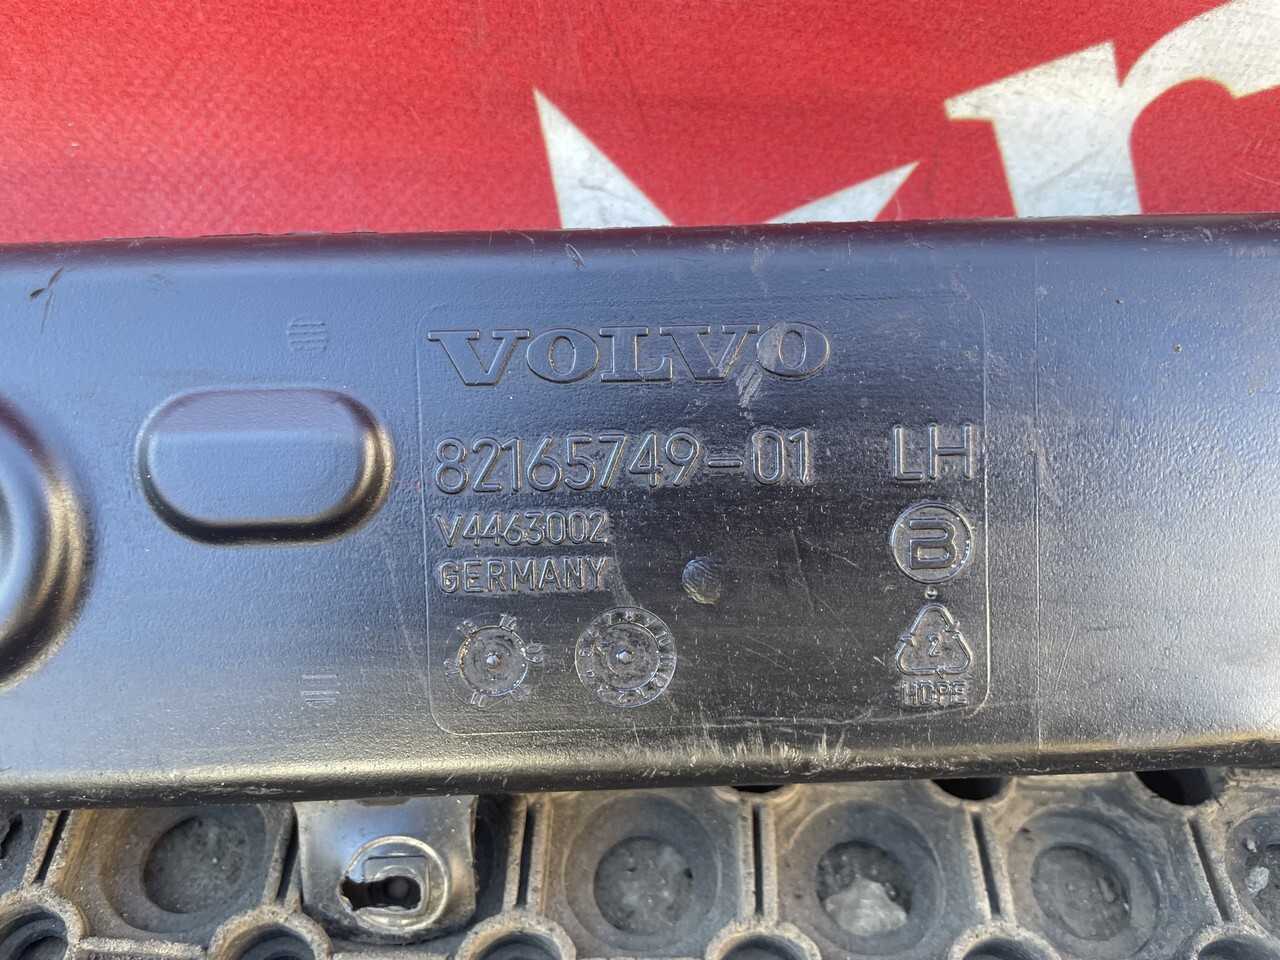 VOLVO
82165749-01 LH
V4463002
GERMANY
B
2
HDPE